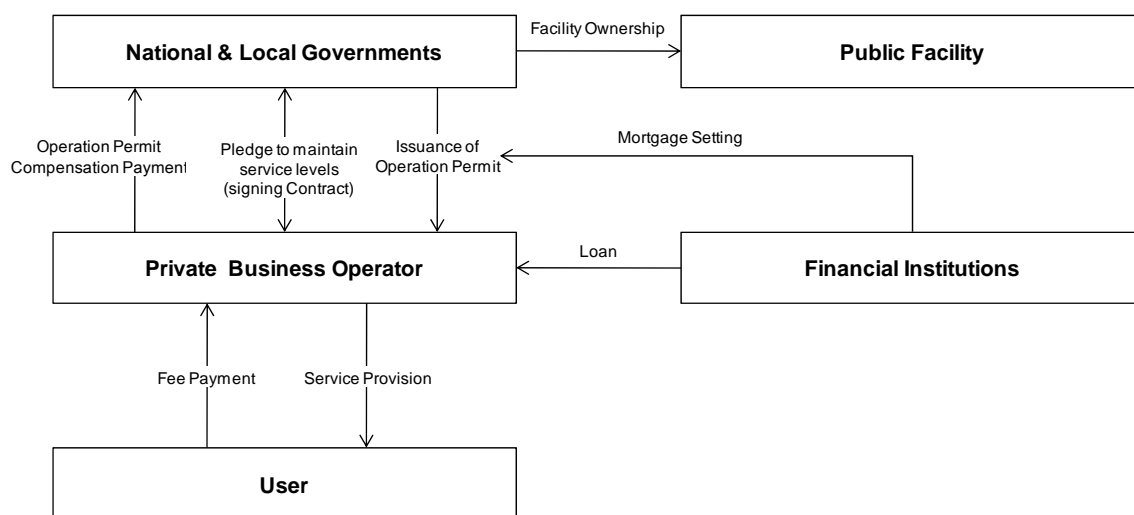 Facility Ownership
National & Local Governments
Public Facility
Operation Permit
Compensation Payment
Pledge to maintain
service levels
(signing Contract)
Issuance of
Operation Permit
Mortgage Setting
Loan
Private Business Operator
Financial Institutions
Fee Payment
Service Provision
User